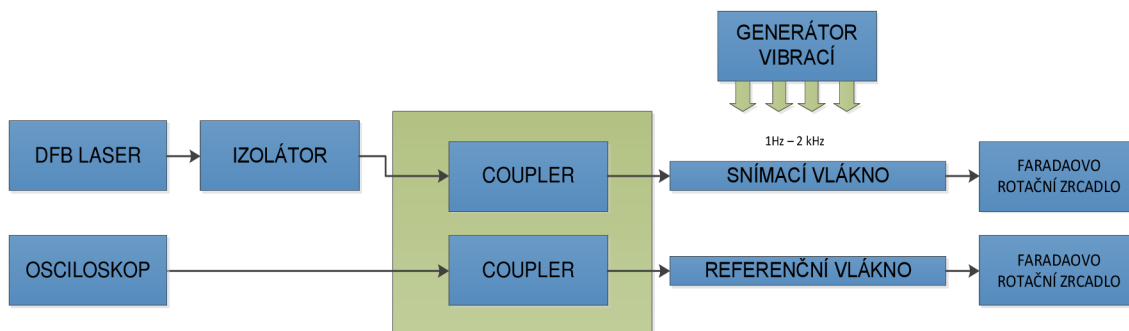 GENERÁTOR
VIBRACÍ
1Hz – 2 kHz
DFB LASER
IZOLÁTOR
COUPLER
SNÍMACÍ VLÁKNO
FARADAOVO
ROTAČNÍ ZRCADLO
OSCILOSKOP
COUPLER
REFERENČNÍ VLÁKNO
FARADAOVO
ROTAČNÍ ZRCADLO